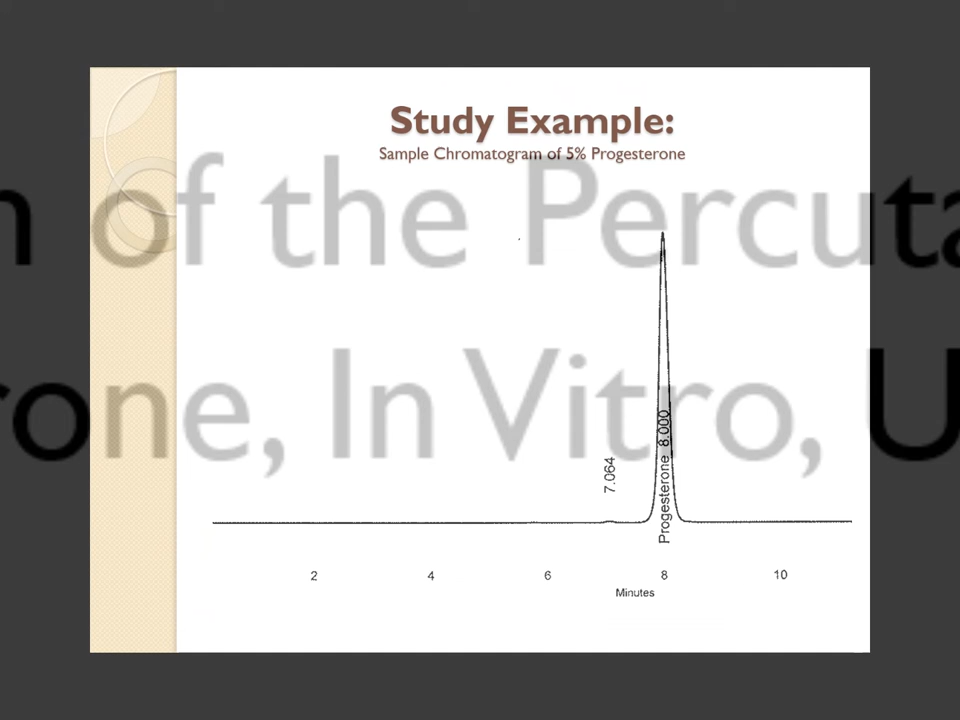 Study Example:
Sample Chromatogram of 5% Progesterone
of the Percuta
rone, In Vitro, U
7.064
Progesterone 8.000
2 4 6 8 10
Minutes